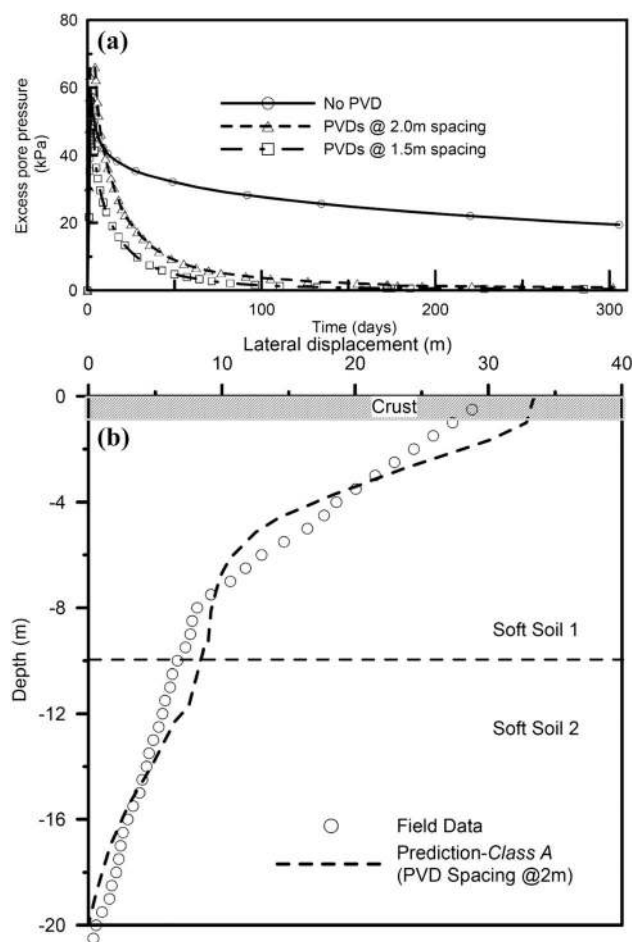 (a)
80
60
40
20
0
Excess pore pressure
(kPa)
No PVD
PVDs @ 2.0m spacing
PVDs @ 1.5m spacing
0 100 200 300
Time (days)
Lateral displacement (m)
0 10 20 30 40
0
Crust
(b)
-4
-8
Soft Soil 1
Depth (m)
-12
Soft Soil 2
-16
Field Data
Prediction-Class A
(PVD Spacing @2m)
-20